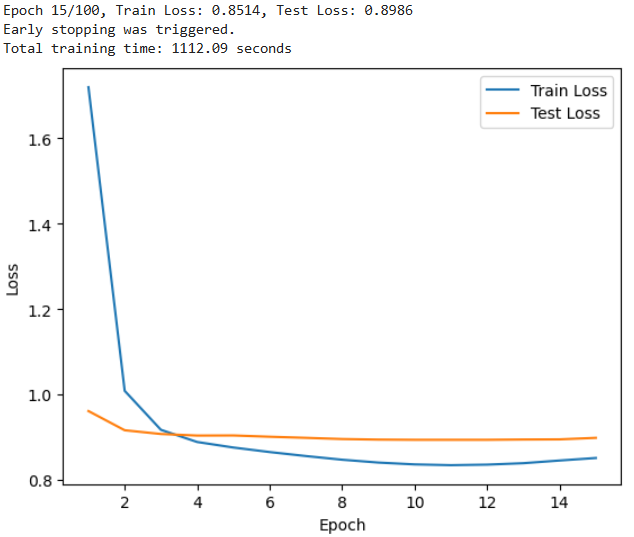 Epoch 15/100, Train Loss: 0.8514, Test Loss: 0.8986
Early stopping was triggered.
Total training time: 1112.09 seconds
Train Loss
Test Loss
1.6
1.4
1.2
1.0
0.8
Loss
2 4 6 8 10 12 14
Epoch